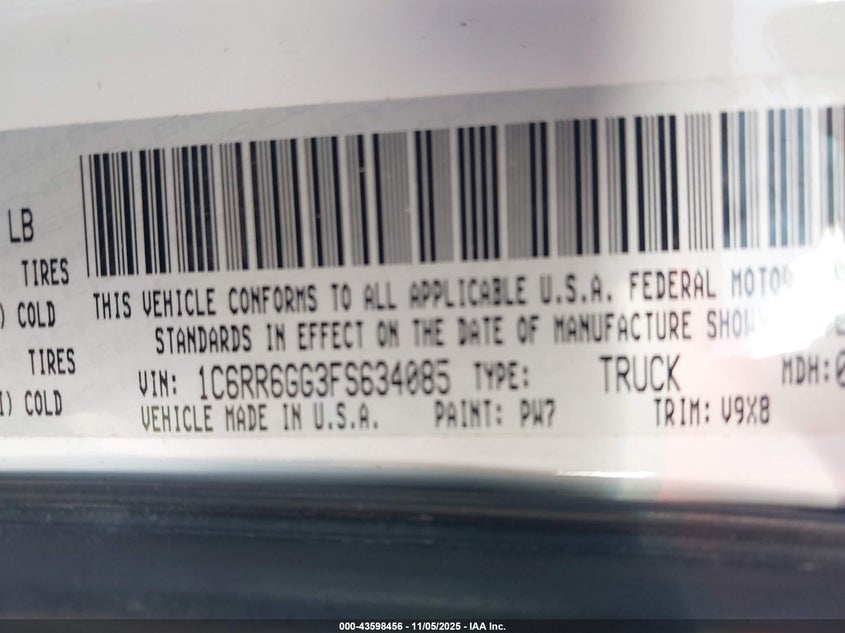 LB
TIRES
) COLD
TIRES
I) COLD
THIS VEHICLE CONFORMS TO ALL APPLICABLE U.S.A. FEDERAL MOTOR
STANDARDS IN EFFECT ON THE DATE OF MANUFACTURE
VIN: 1C6RR6GG3FS634085 TYPE: TRUCK MDH:0
VEHICLE MADE IN U.S.A. PAINT: PW7 TRIM: V9X8
000-43598456 - 11/05/2025 - IAA Inc.